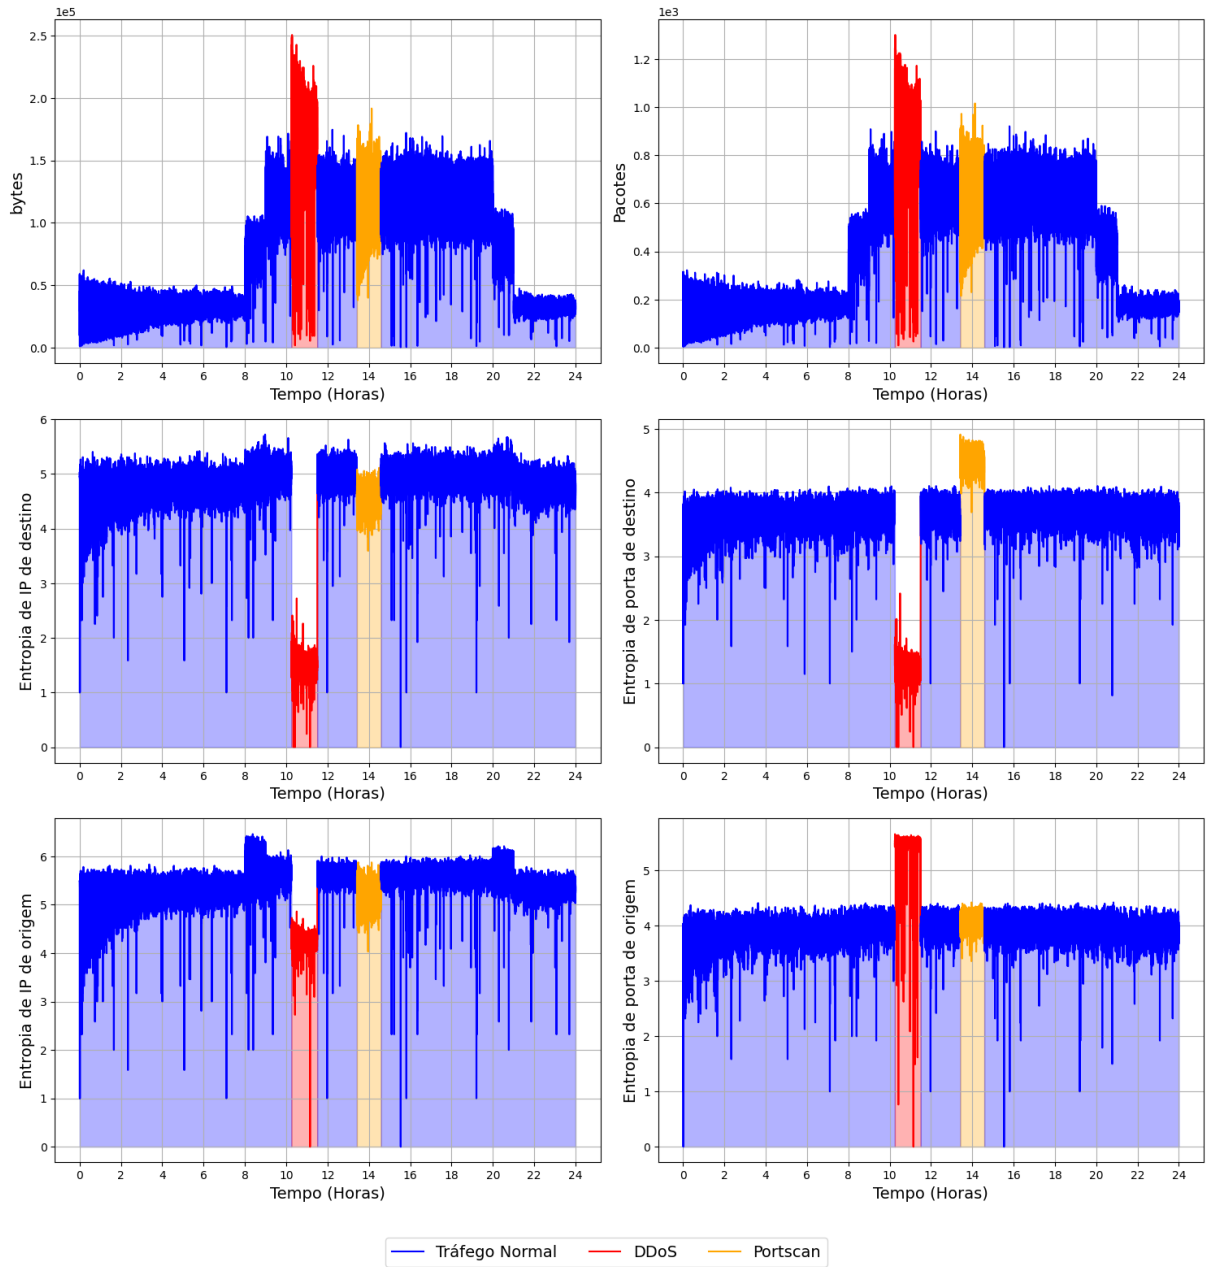 1e5
bytes
2.5
2.0
1.5
1.0
0.5
0.0
0 2 4 6 8 10 12 14 16 18 20 22 24
Tempo (Horas)
1e3
Pacotes
1.2
1.0
0.8
0.6
0.4
0.2
0.0
0 2 4 6 8 10 12 14 16 18 20 22 24
Tempo (Horas)
Entropia de IP de destino
6
5
4
3
2
1
0
0 2 4 6 8 10 12 14 16 18 20 22 24
Tempo (Horas)
Entropia de porta de destino
5
4
3
2
1
0
0 2 4 6 8 10 12 14 16 18 20 22 24
Tempo (Horas)
Entropia de IP de origem
6
5
4
3
2
1
0
0 2 4 6 8 10 12 14 16 18 20 22 24
Tempo (Horas)
Entropia de porta de origem
5
4
3
2
1
0
0 2 4 6 8 10 12 14 16 18 20 22 24
Tempo (Horas)
Tráfego Normal DDoS Portscan